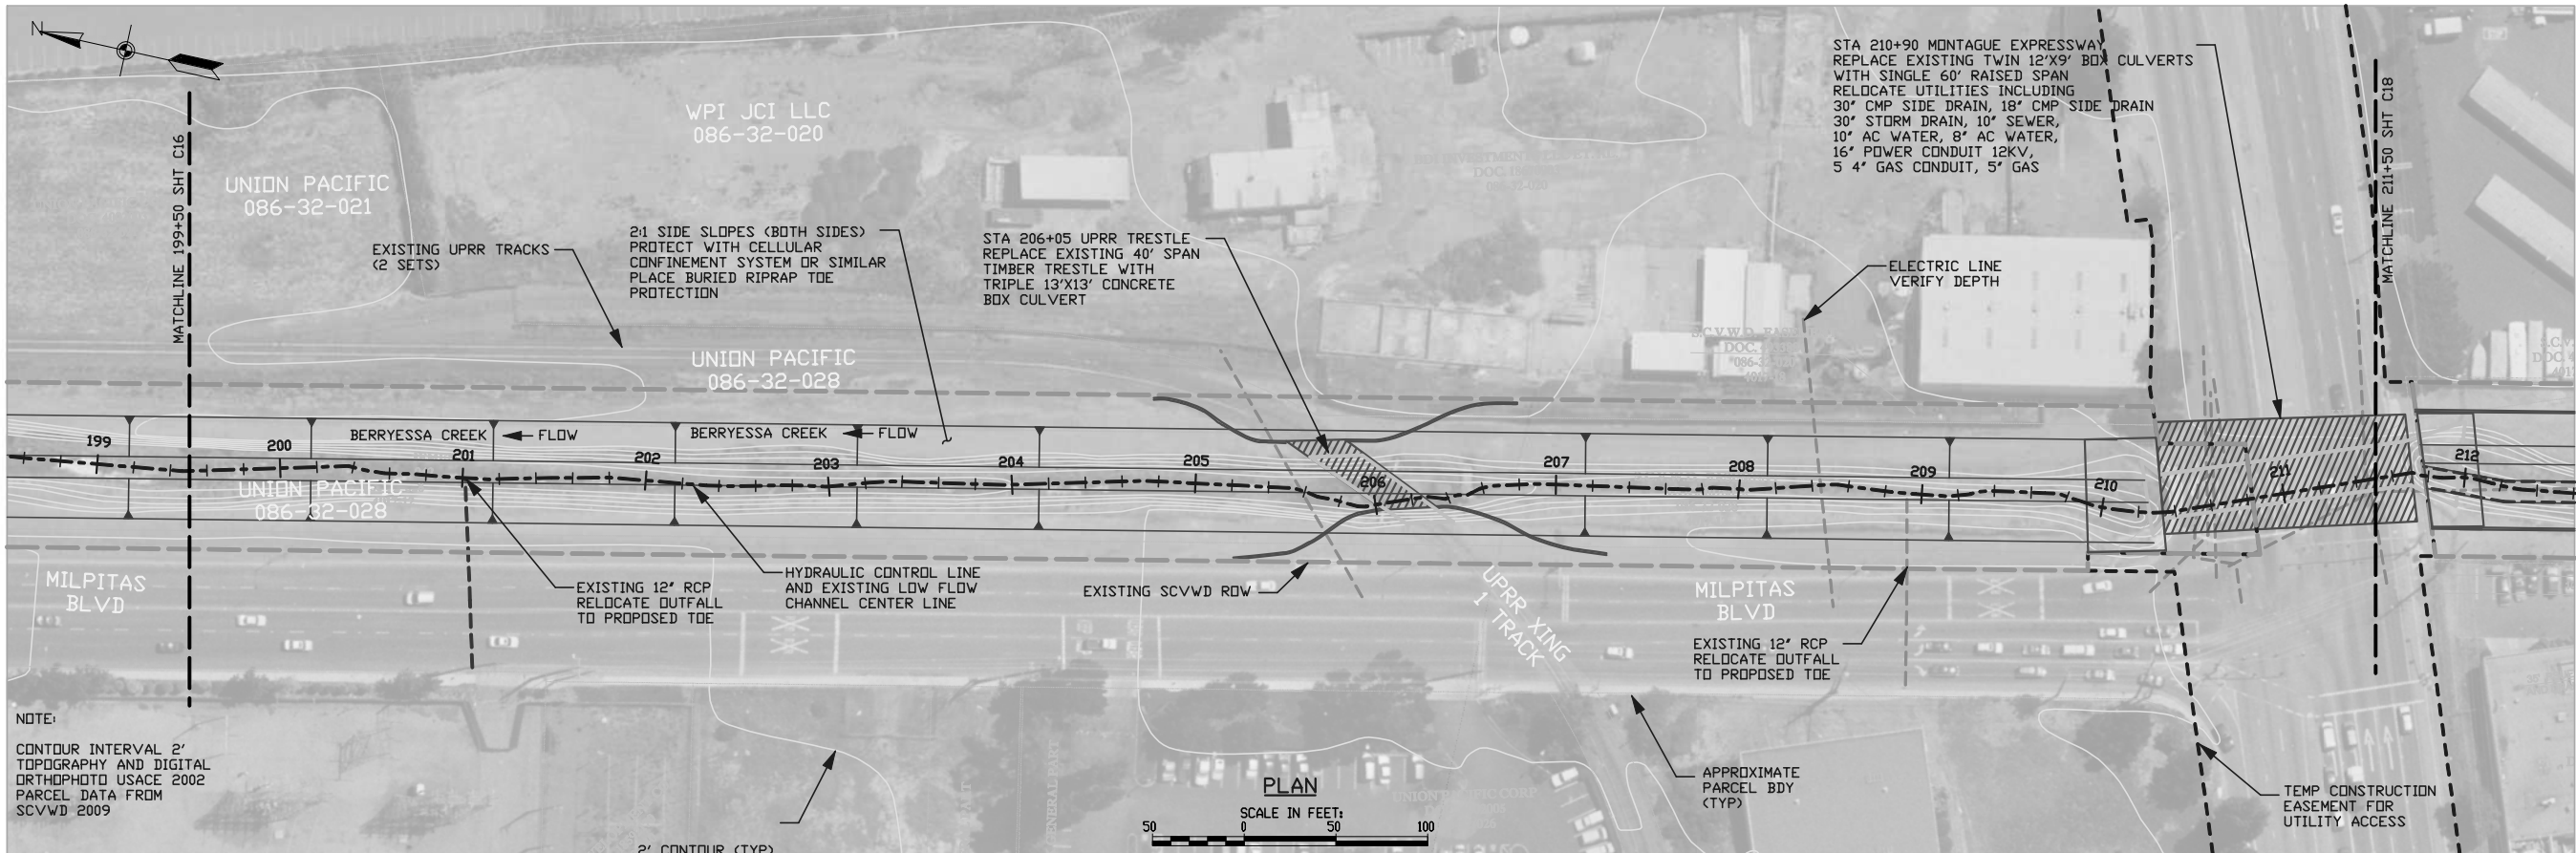 N
MATCHLINE 199+50 SHT C16
UNION PACIFIC
086-32-021
WPI JCI LLC
086-32-020
EXISTING UPRR TRACKS
(2 SETS)
2:1 SIDE SLOPES (BOTH SIDES)
PROTECT WITH CELLULAR
CONFINEMENT SYSTEM OR SIMILAR
PLACE BURIED RIPRAP TOE
PROTECTION
STA 206+05 UPRR TRESTLE
REPLACE EXISTING 40' SPAN
TIMBER TRESTLE WITH
TRIPLE 13'X13' CONCRETE
BOX CULVERT
STA 210+90 MONTAGUE EXPRESSWAY
REPLACE EXISTING TWIN 12'X9' BOX CULVERTS
WITH SINGLE 60' RAISED SPAN
RELOCATE UTILITIES INCLUDING
30" CMP SIDE DRAIN, 18" CMP SIDE DRAIN
30" STORM DRAIN, 10" SEWER,
10" AC WATER, 8" AC WATER,
16" POWER CONDUIT 12KV,
5 4" GAS CONDUIT, 5" GAS
MATCHLINE 211+50 SHT C18
ELECTRIC LINE
VERIFY DEPTH
UNION PACIFIC
086-32-028
199
200
201
202
203
204
205
206
207
208
209
210
211
212
BERRYESSA CREEK FLOW
BERRYESSA CREEK FLOW
UNION PACIFIC
086-32-028
MILPITAS
BLVD
EXISTING 12" RCP
RELOCATE OUTFALL
TO PROPOSED TOE
HYDRAULIC CONTROL LINE
AND EXISTING LOW FLOW
CHANNEL CENTER LINE
EXISTING SCVWD ROW
UPRR XING
1 TRACK
MILPITAS
BLVD
EXISTING 12" RCP
RELOCATE OUTFALL
TO PROPOSED TOE
NOTE:
CONTOUR INTERVAL 2'
TOPOGRAPHY AND DIGITAL
ORTHOPHOTO USACE 2002
PARCEL DATA FROM
SCVWD 2009
2' CONTOUR (TYP)
PLAN
SCALE IN FEET:
50 0 50 100
APPROXIMATE
PARCEL BDY
(TYP)
UNION PACIFIC CORP
TEMP CONSTRUCTION
EASEMENT FOR
UTILITY ACCESS